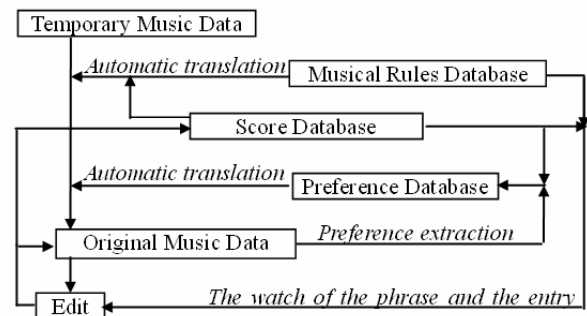 Temporary Music Data
Automatic translation
Musical Rules Database
Score Database
Automatic translation
Preference Database
Original Music Data
Preference extraction
Edit
The watch of the phrase and the entry